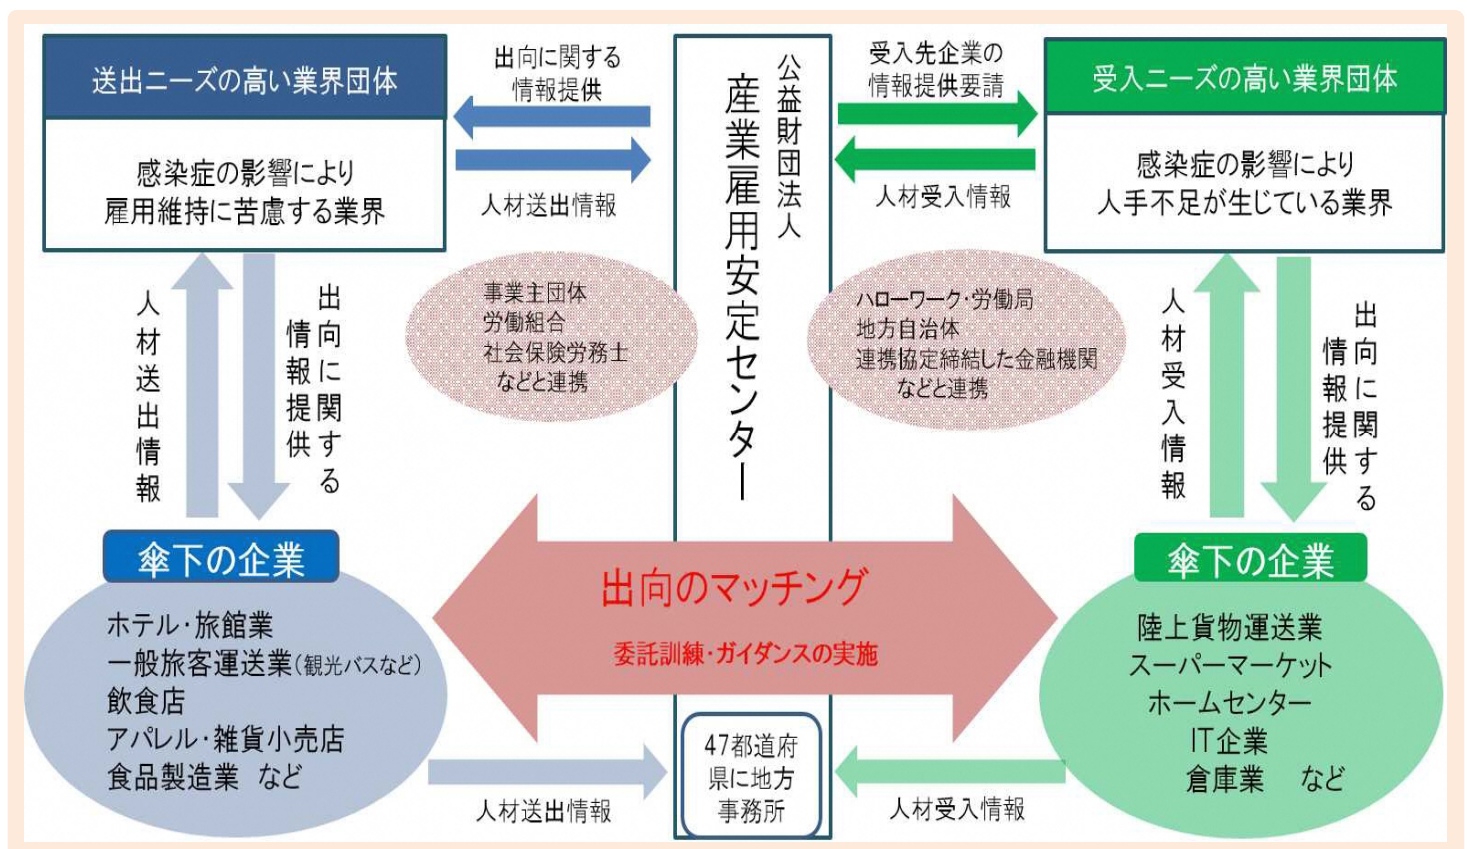 送出ニーズの高い業界団体
感染症の影響により
雇用維持に苦慮する業界
出向に関する
情報提供
人材送出情報
公益財団法人
産業雇用安定センター
受入先企業の
情報提供要請
人材受入情報
受入ニーズの高い業界団体
感染症の影響により
人手不足が生じている業界
事業主団体
労働組合
社会保険労務士
などと連携
ハローワーク・労働局
地方自治体
連携協定締結した金融機関
などと連携
人材送出情報
出向に関する
情報提供
人材受入情報
出向に関する
情報提供
傘下の企業
ホテル・旅館業
一般旅客運送業(観光バスなど)
飲食店
アパレル・雑貨小売店
食品製造業 など
出向のマッチング
委託訓練・ガイダンスの実施
傘下の企業
陸上貨物運送業
スーパーマーケット
ホームセンター
IT企業
倉庫業 など
人材送出情報
47都道府
県に地方
事務所
人材受入情報